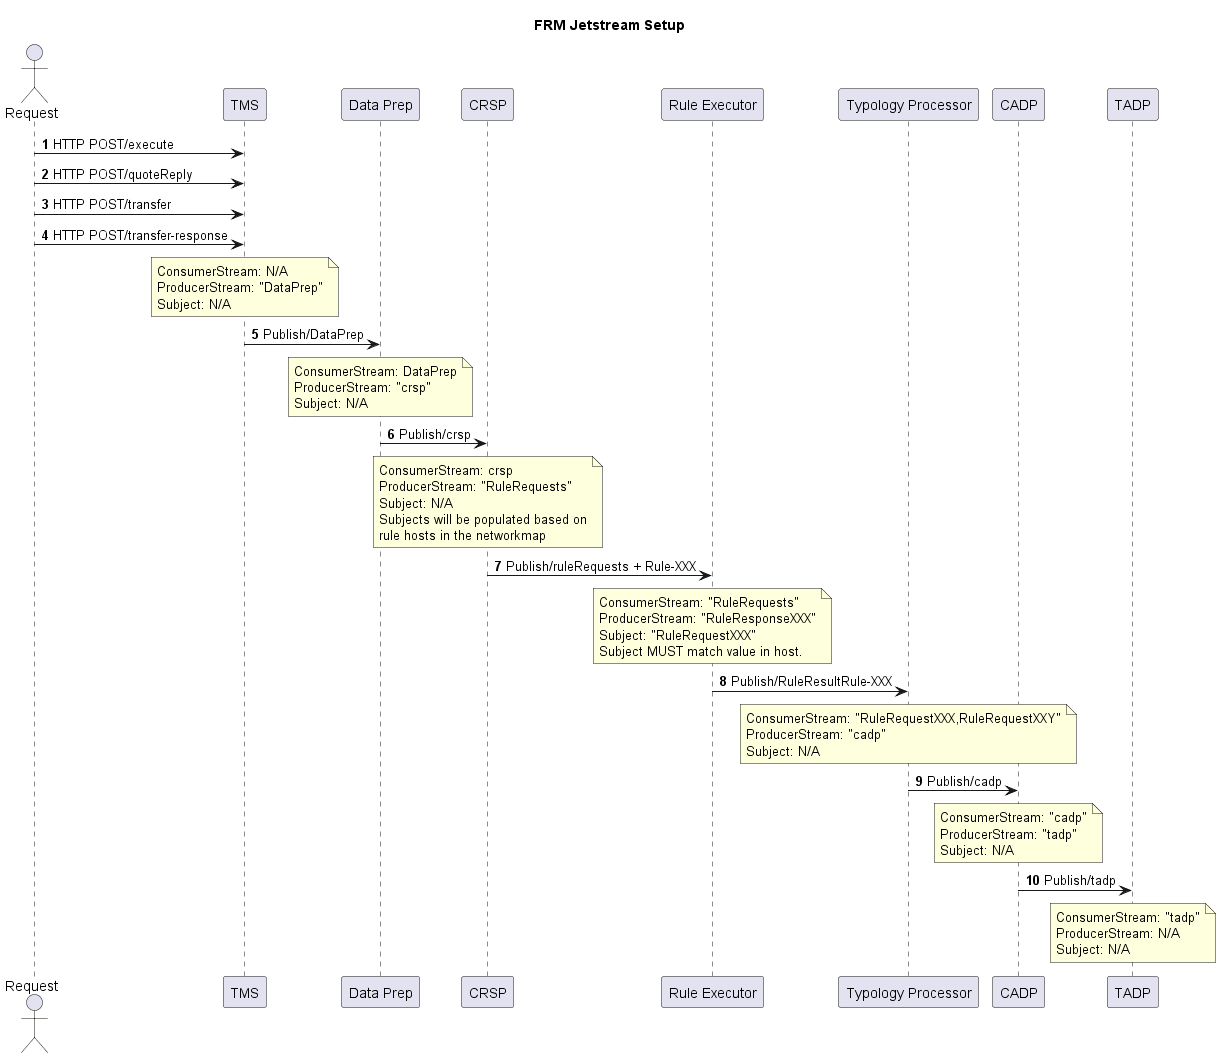 FRM Jetstream Setup
Request
TMS
Data Prep
CRSP
Rule Executor
Typology Processor
CADP
TADP
1 HTTP POST/execute
2 HTTP POST/quoteReply
3 HTTP POST/transfer
4 HTTP POST/transfer-response
ConsumerStream: N/A
ProducerStream: "DataPrep"
Subject: N/A
5 Publish/DataPrep
ConsumerStream: DataPrep
ProducerStream: "crsp"
Subject: N/A
6 Publish/crsp
ConsumerStream: crsp
ProducerStream: "RuleRequests"
Subject: N/A
Subjects will be populated based on
rule hosts in the networkmap
7 Publish/ruleRequests + Rule-XXX
ConsumerStream: "RuleRequests"
ProducerStream: "RuleResponseXXX"
Subject: "RuleRequestXXX"
Subject MUST match value in host.
8 Publish/RuleResultRule-XXX
ConsumerStream: "RuleRequestXXX,RuleRequestXXY"
ProducerStream: "cadp"
Subject: N/A
9 Publish/cadp
ConsumerStream: "cadp"
ProducerStream: "tadp"
Subject: N/A
10 Publish/tadp
ConsumerStream: "tadp"
ProducerStream: N/A
Subject: N/A
Request
TMS
Data Prep
CRSP
Rule Executor
Typology Processor
CADP
TADP